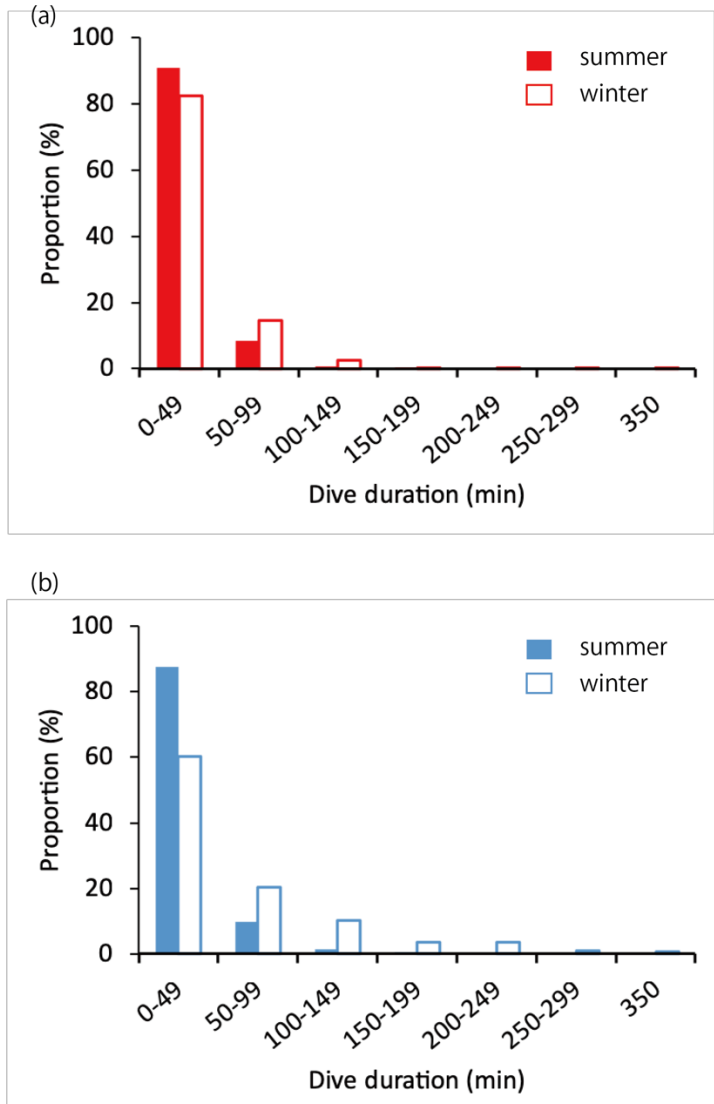 (a)
100
80
60
40
20
0
Proportion (%)
summer
winter
0-49
50-99
100-149
150-199
200-249
250-299
350
Dive duration (min)
(b)
100
80
60
40
20
0
Proportion (%)
summer
winter
0-49
50-99
100-149
150-199
200-249
250-299
350
Dive duration (min)